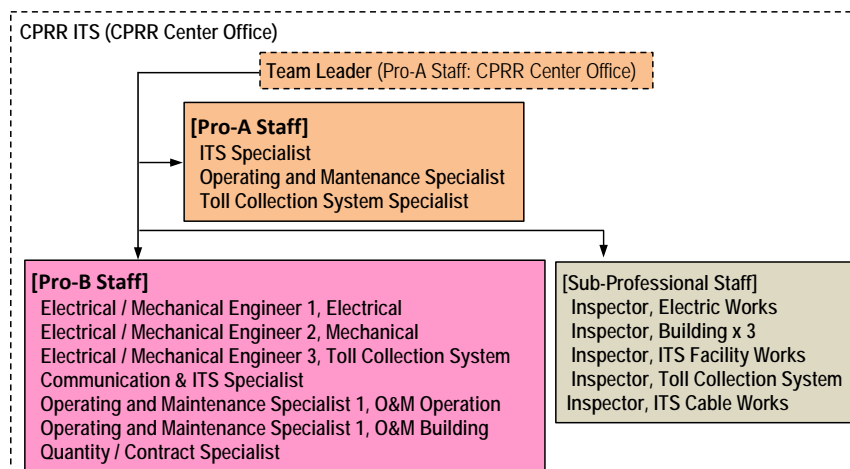 CPRR ITS (CPRR Center Office)
Team Leader (Pro-A Staff: CPRR Center Office)
[Pro-A Staff]
ITS Specialist
Operating and Mantenance Specialist
Toll Collection System Specialist
[Pro-B Staff]
Electrical / Mechanical Engineer 1, Electrical
Electrical / Mechanical Engineer 2, Mechanical
Electrical / Mechanical Engineer 3, Toll Collection System
Communication & ITS Specialist
Operating and Maintenance Specialist 1, O&M Operation
Operating and Maintenance Specialist 1, O&M Building
Quantity / Contract Specialist
[Sub-Professional Staff]
Inspector, Electric Works
Inspector, Building x 3
Inspector, ITS Facility Works
Inspector, Toll Collection System
Inspector, ITS Cable Works